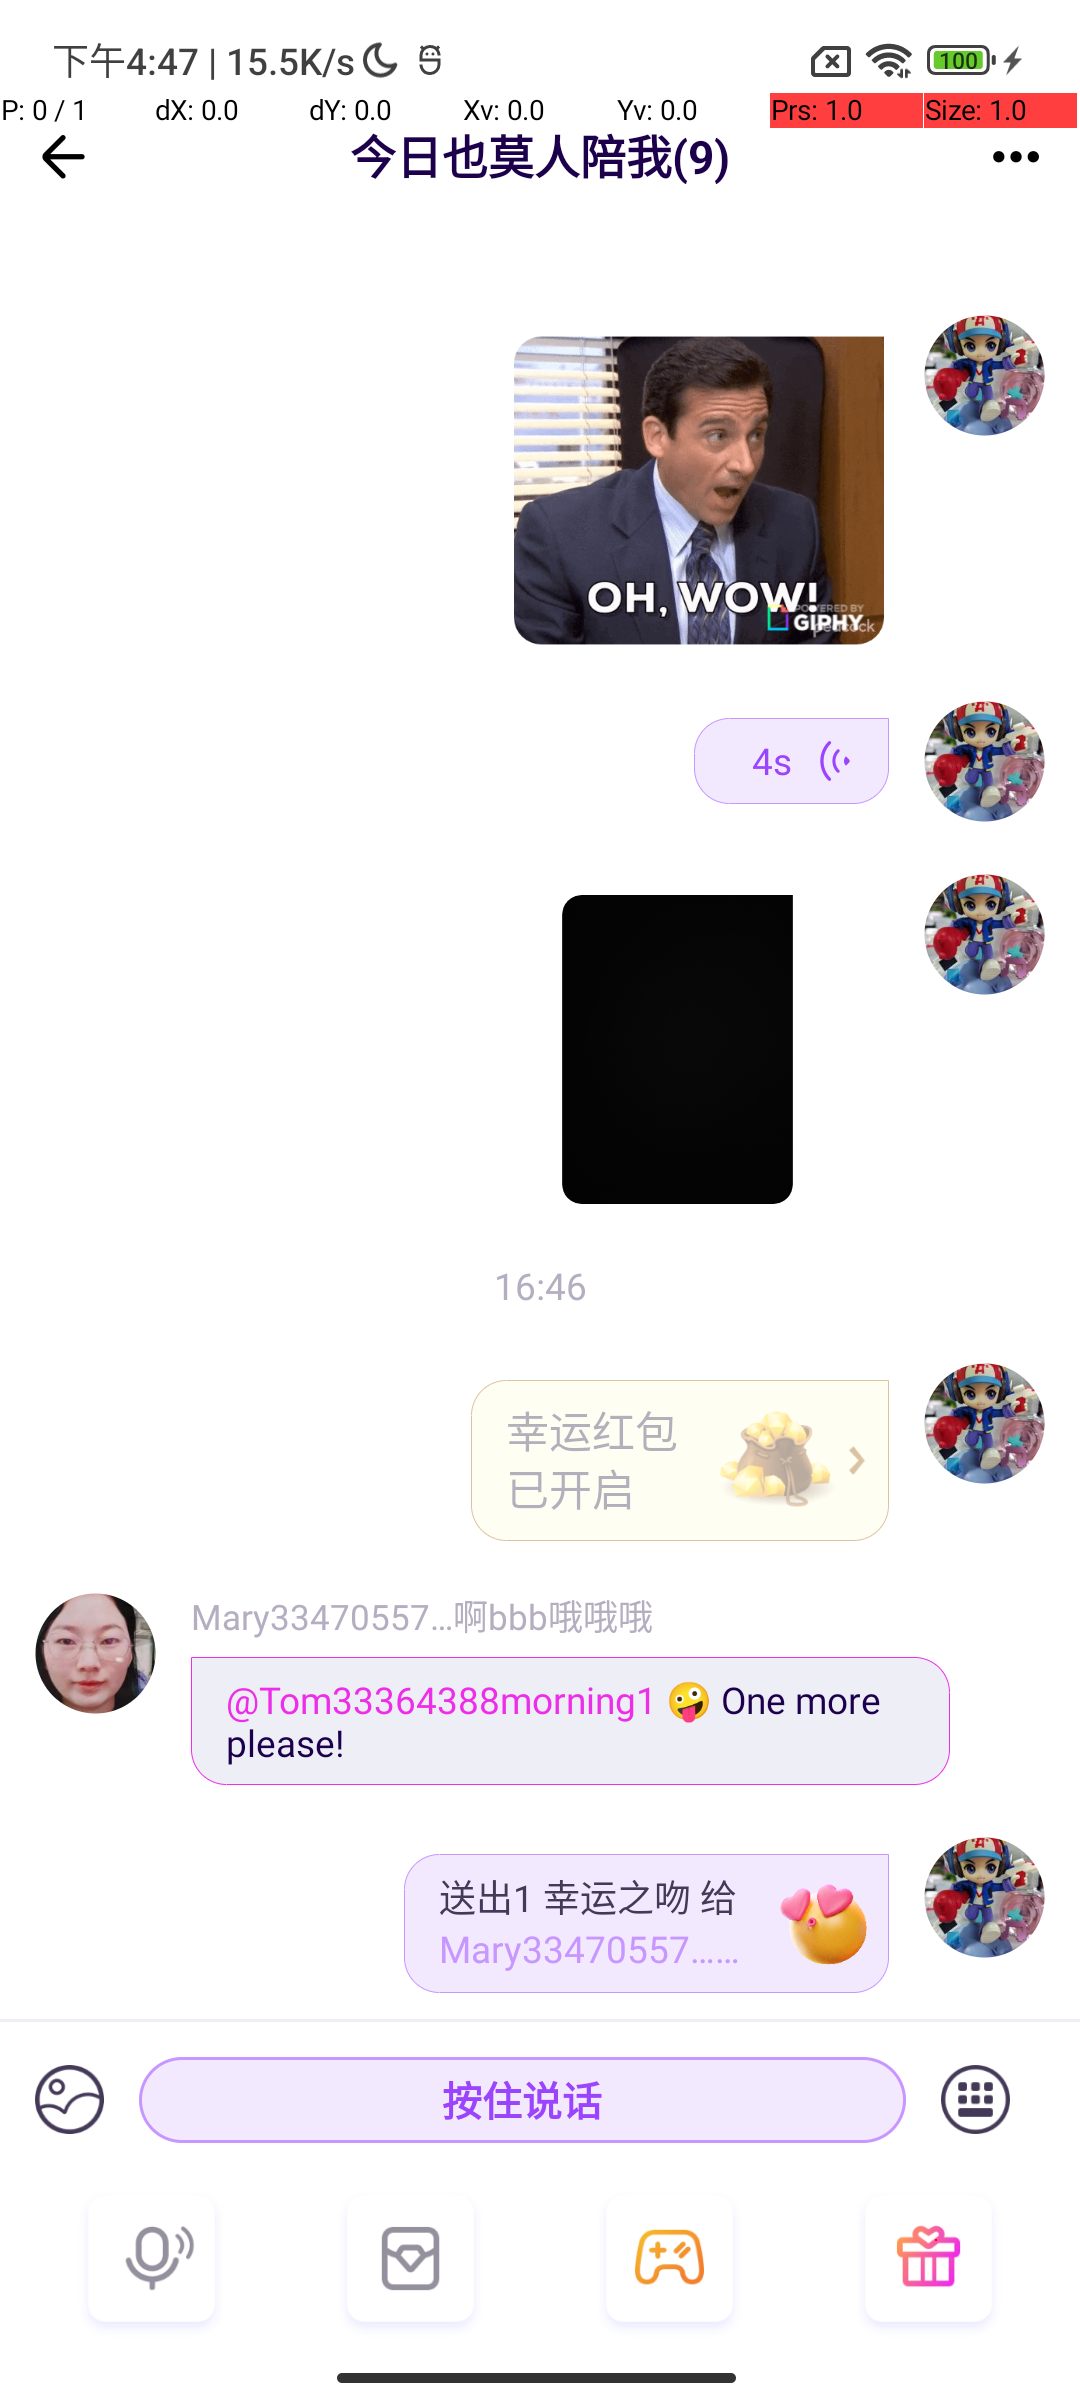 下午4:47 | 15.5K/s
100
P: 0 / 1 dX: 0.0 dY: 0.0 Xv: 0.0 Yv: 0.0 Prs: 1.0 Size: 1.0
今日也莫人陪我(9)
OH, WOW!
POWERED BY
GIPHY
peacock
4s
16:46
幸运红包
已开启
Mary33470557...啊bbb哦哦哦
@Tom33364388morning1 🤪 One more
please!
送出1 幸运之吻 给
Mary33470557......
按住说话